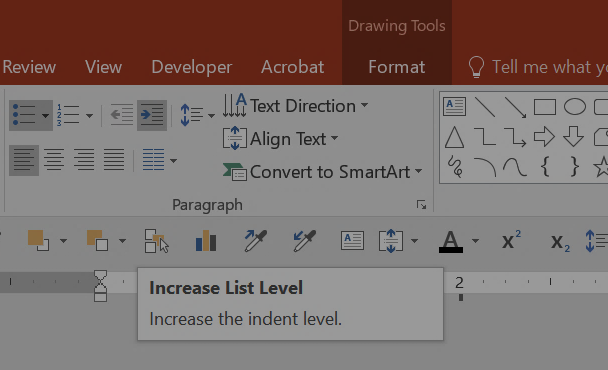 Drawing Tools
Review View Developer Acrobat Format Tell me what yo
Text Direction
Align Text
Convert to SmartArt
Paragraph
A X² X₂
2
Increase List Level
Increase the indent level.